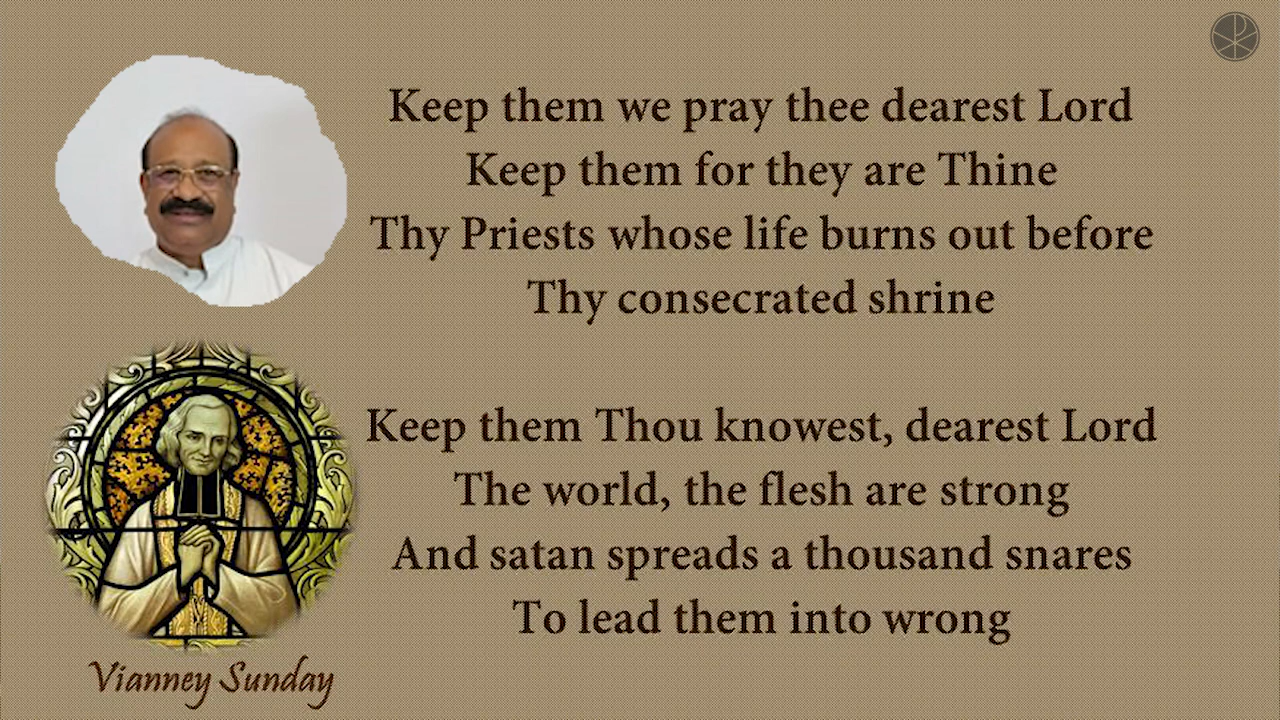 Keep them we pray thee dearest Lord
Keep them for they are Thine
Thy Priests whose life burns out before
Thy consecrated shrine
Keep them Thou knowest, dearest Lord
The world, the flesh are strong
And satan spreads a thousand snares
To lead them into wrong
Vianney Sunday